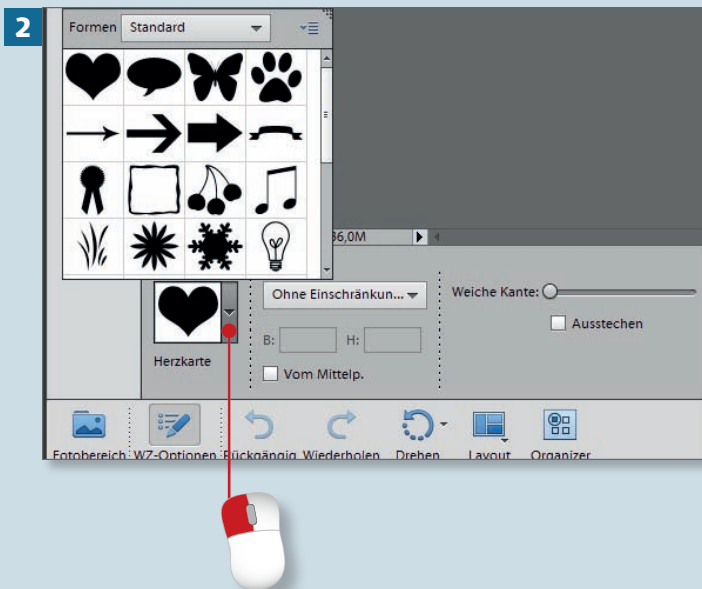 2
Formen Standard
36,0M
Ohne Einschränkun...
Weiche Kante:
Ausstechen
B: H:
Herzkarte
Vom Mittelp.
Fotobereich WZ-Optionen Rückgängig Wiederholen Drehen Layout Organizer